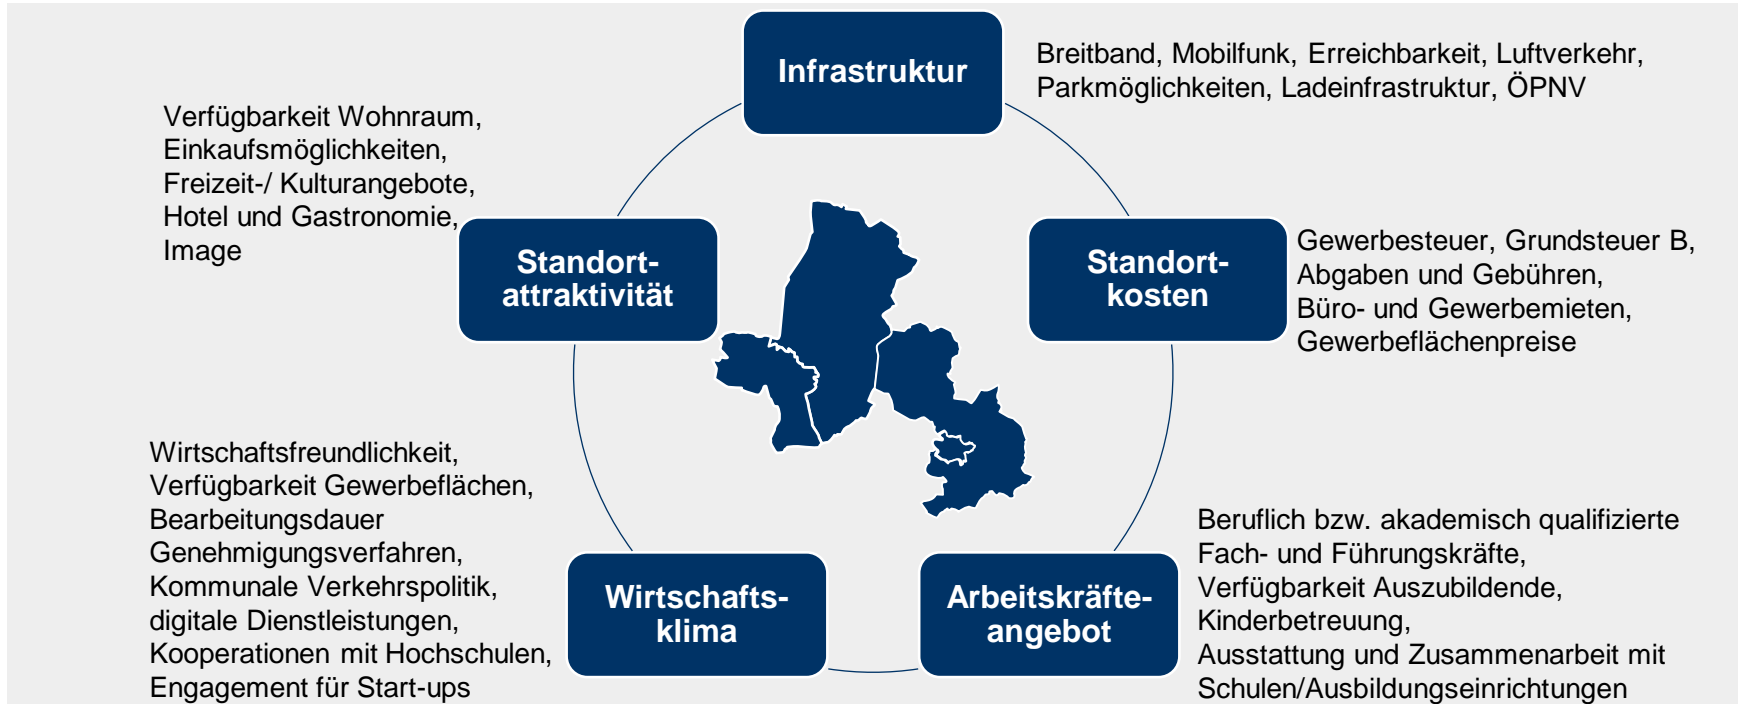 Infrastruktur
Breitband, Mobilfunk, Erreichbarkeit, Luftverkehr,
Parkmöglichkeiten, Ladeinfrastruktur, ÖPNV
Verfügbarkeit Wohnraum,
Einkaufsmöglichkeiten,
Freizeit-/ Kulturangebote,
Hotel und Gastronomie,
Image
Standort-
attraktivität
Standort-
kosten
Gewerbesteuer, Grundsteuer B,
Abgaben und Gebühren,
Büro- und Gewerbemieten,
Gewerbeflächenpreise
Wirtschaftsfreundlichkeit,
Verfügbarkeit Gewerbeflächen,
Bearbeitungsdauer
Genehmigungsverfahren,
Kommunale Verkehrspolitik,
digitale Dienstleistungen,
Kooperationen mit Hochschulen,
Engagement für Start-ups
Wirtschafts-
klima
Arbeitskräfte-
angebot
Beruflich bzw. akademisch qualifizierte
Fach- und Führungskräfte,
Verfügbarkeit Auszubildende,
Kinderbetreuung,
Ausstattung und Zusammenarbeit mit
Schulen/Ausbildungseinrichtungen